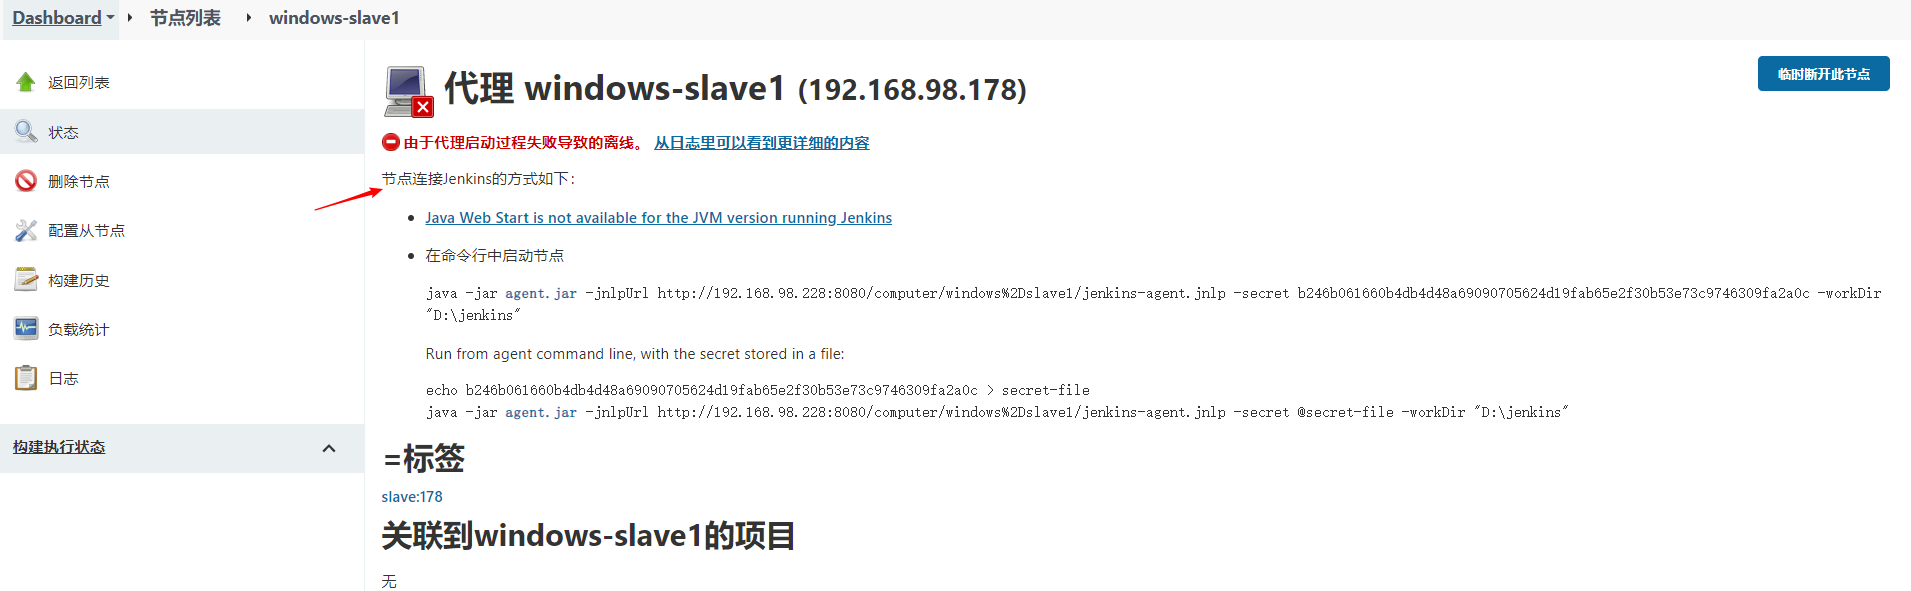 Dashboard 节点列表 windows-slave1
返回列表
状态
删除节点
配置从节点
构建历史
负载统计
日志
构建执行状态
代理 windows-slave1 (192.168.98.178)
临时断开此节点
由于代理启动过程失败导致的离线。 从日志里可以看到更详细的内容
节点连接Jenkins的方式如下：
Java Web Start is not available for the JVM version running Jenkins
在命令行中启动节点
java -jar agent.jar -jnlpUrl http://192.168.98.228:8080/computer/windows%2Dslave1/jenkins-agent.jnlp -secret b246b061660b4db4d48a69090705624d19fab65e2f30b53e73c9746309fa2a0c -workDir
"D:\jenkins"
Run from agent command line, with the secret stored in a file:
echo b246b061660b4db4d48a69090705624d19fab65e2f30b53e73c9746309fa2a0c > secret-file
java -jar agent.jar -jnlpUrl http://192.168.98.228:8080/computer/windows%2Dslave1/jenkins-agent.jnlp -secret @secret-file -workDir "D:\jenkins"
=标签
slave:178
关联到windows-slave1的项目
无